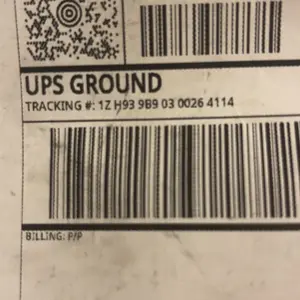 UPS GROUND
TRACKING #: 1Z H93 9B9 03 0026 4114
BILLING: P/P